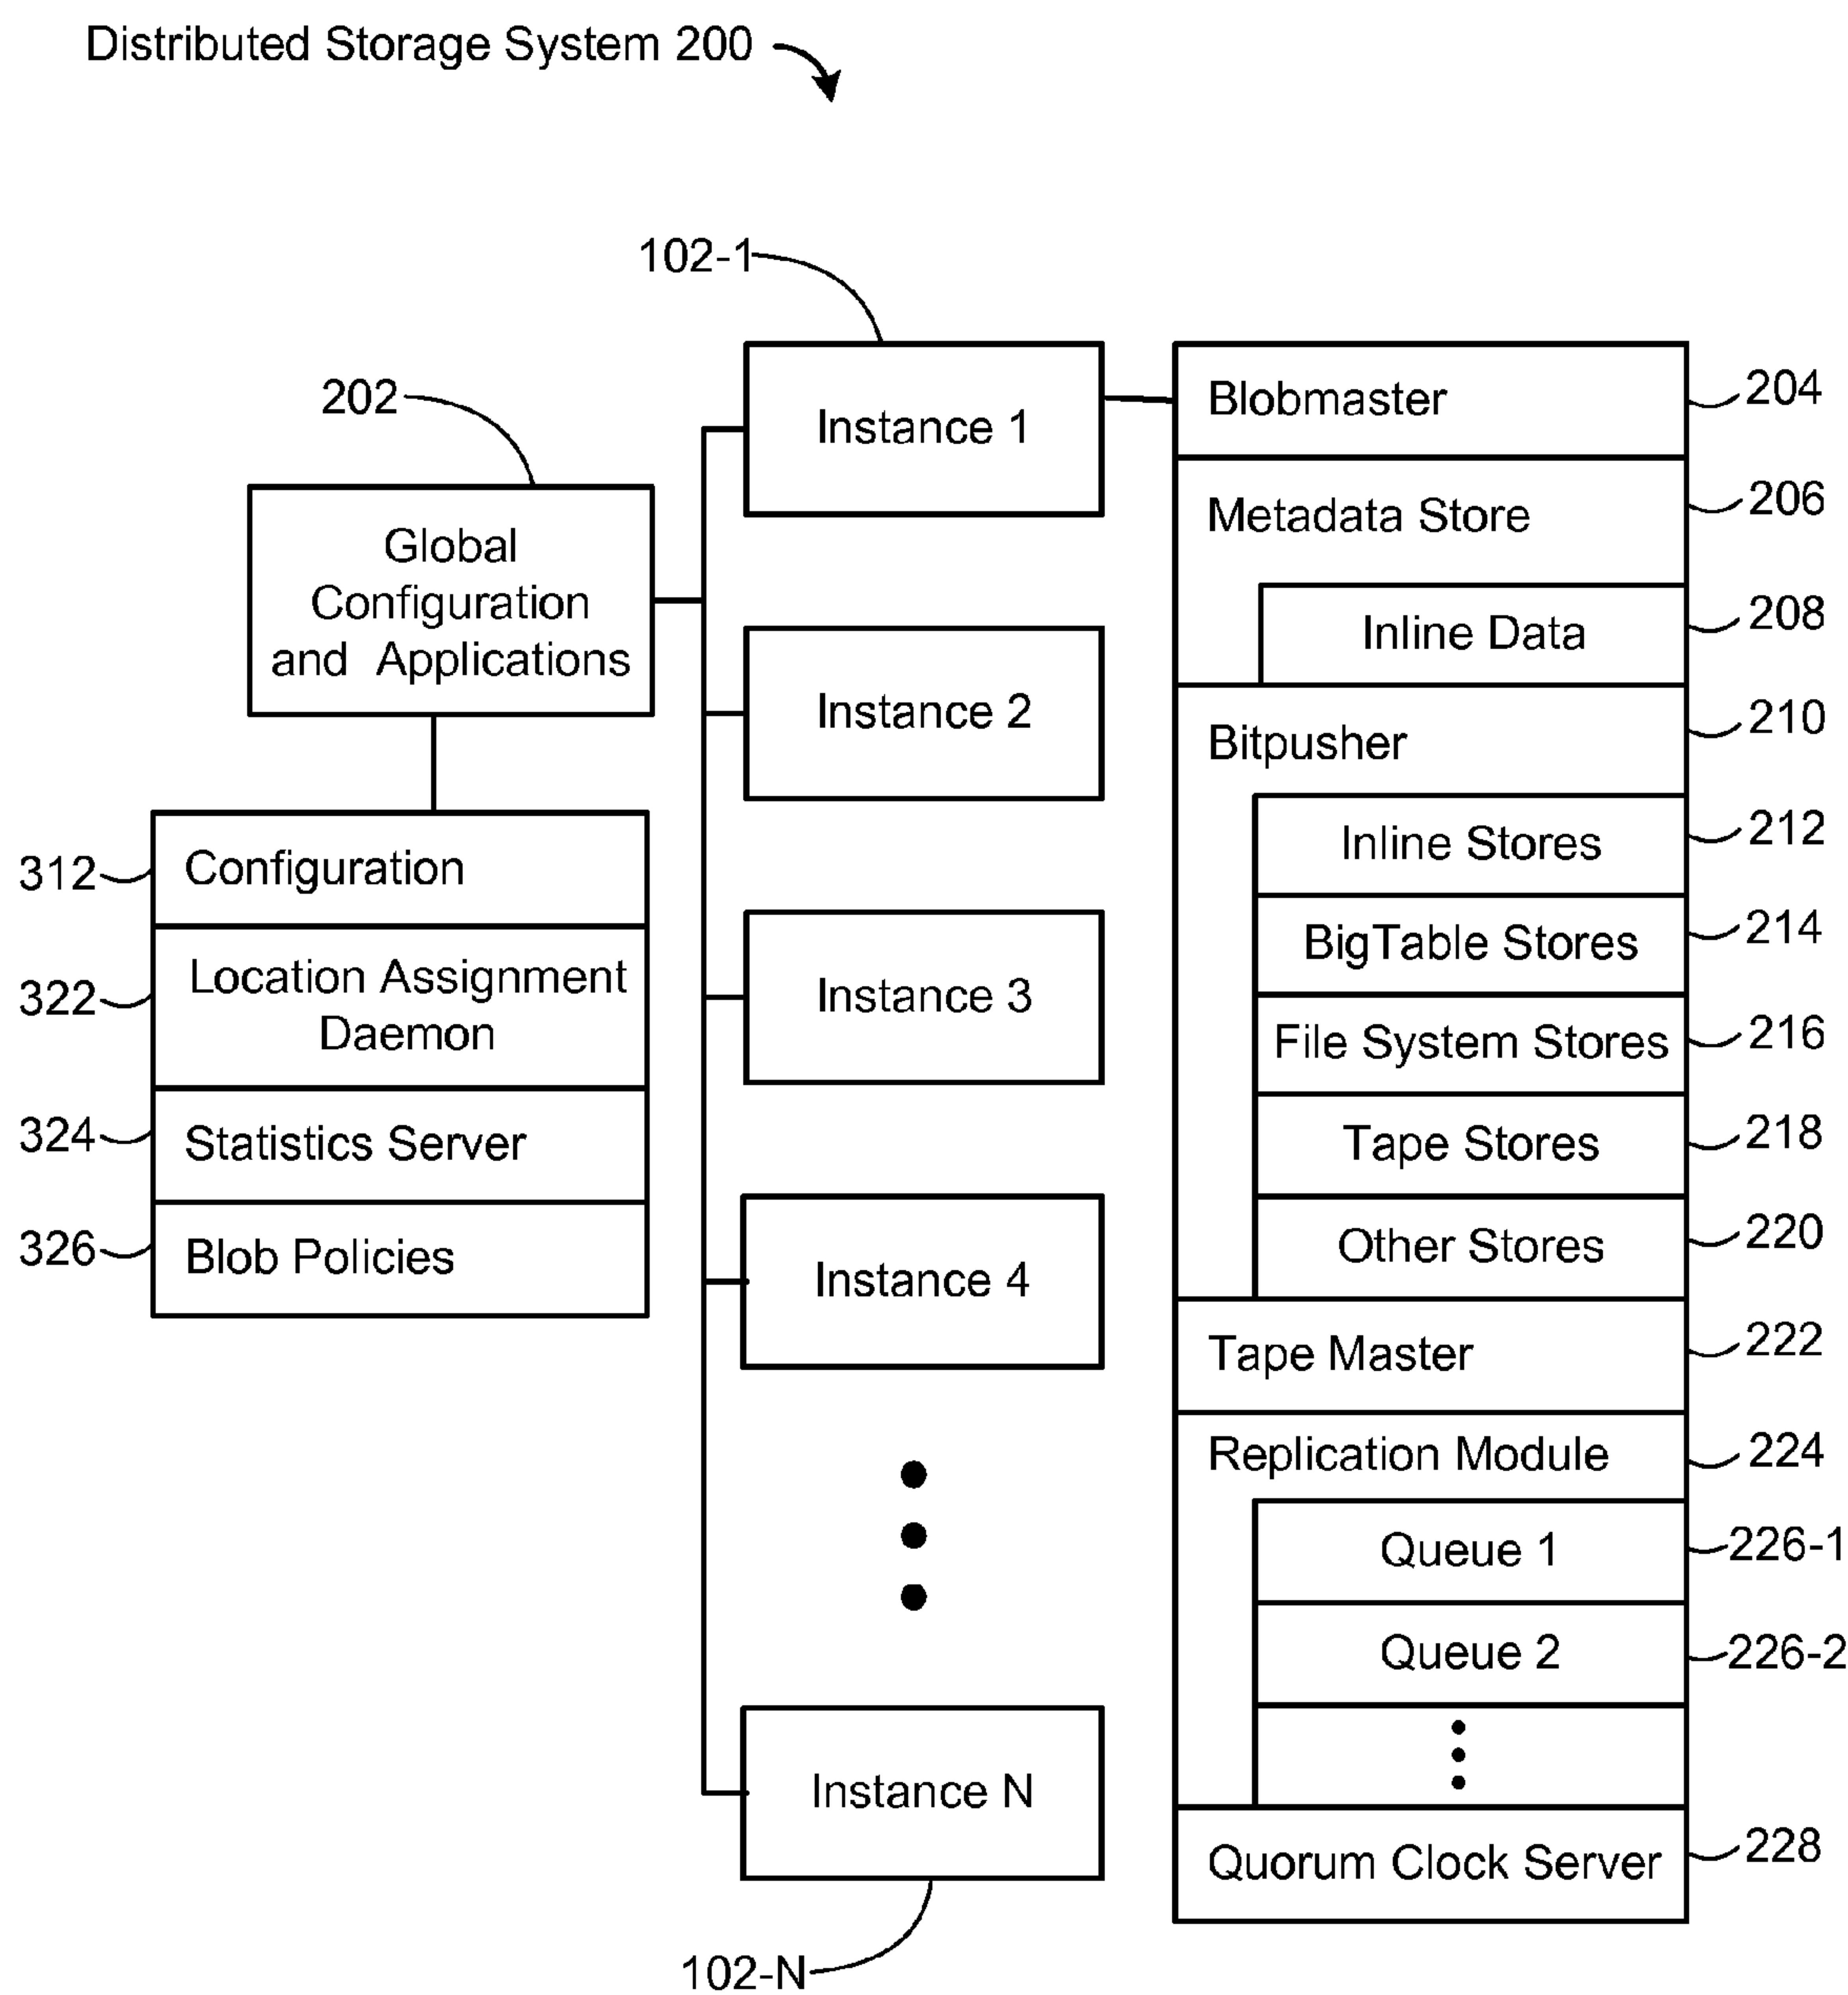 Distributed Storage System 200
102-1
202
Global
Configuration
and Applications
312
Configuration
322
Location Assignment
Daemon
324
Statistics Server
326
Blob Policies
Instance 1
Instance 2
Instance 3
Instance 4
Instance N
102-N
Blobmaster
204
Metadata Store
206
Inline Data
208
Bitpusher
210
Inline Stores
212
BigTable Stores
214
File System Stores
216
Tape Stores
218
Other Stores
220
Tape Master
222
Replication Module
224
Queue 1
226-1
Queue 2
226-2
Quorum Clock Server
228